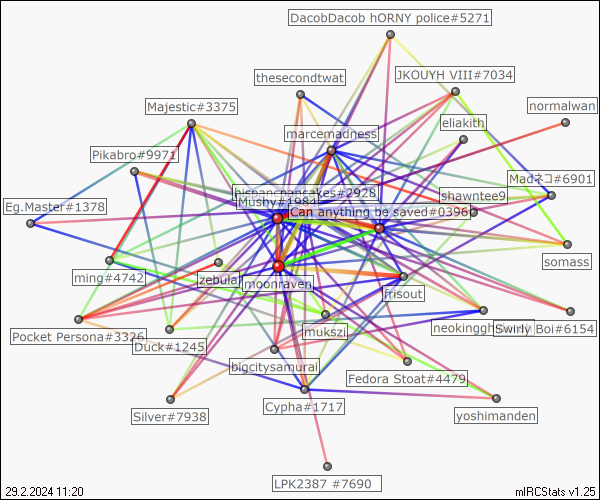 DacobDacob hORNY police#5271
thesecondtwat
JKOUYH VIII#7034
Majestic#3375
normalwan
eliakith
marcemadness
Pikabro#9971
Madネコ#6901
hispancpancakes#2928
shawntee9
Mushy#1984
Eg.Master#1378
Can anything be saved#0396
somass
ming#4742
zebulal
moonraven
frisout
mukszi
Pocket Persona#3326
Duck#1245
Swirly Boi#6154
bigcitysamurai
Fedora Stoat#4479
Cypha#1717
Silver#7938
yoshimanden
LPK2387 #7690
29.2.2024 11:20
mIRCStats v1.25